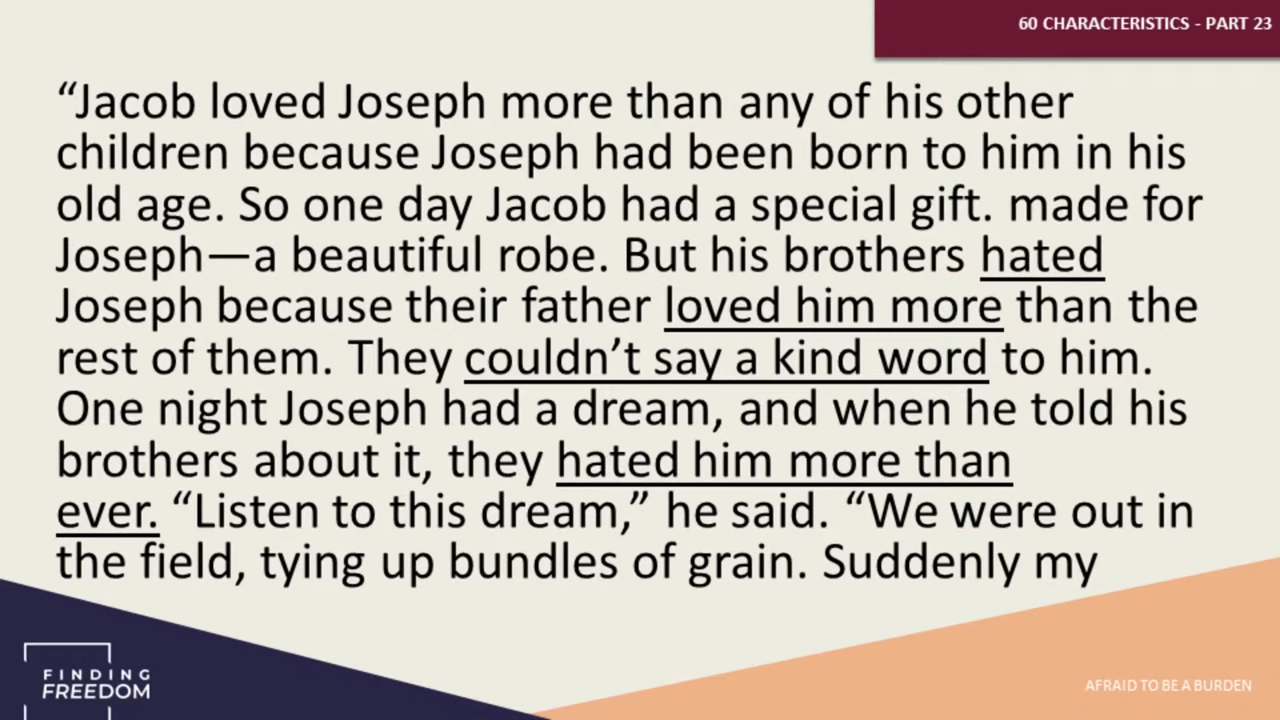 60 CHARACTERISTICS - PART 23
“Jacob loved Joseph more than any of his other
children because Joseph had been born to him in his
old age. So one day Jacob had a special gift. made for
Joseph—a beautiful robe. But his brothers hated
Joseph because their father loved him more than the
rest of them. They couldn’t say a kind word to him.
One night Joseph had a dream, and when he told his
brothers about it, they hated him more than
ever. “Listen to this dream,” he said. “We were out in
the field, tying up bundles of grain. Suddenly my
FINDING
FREEDOM
AFRAID TO BE A BURDEN